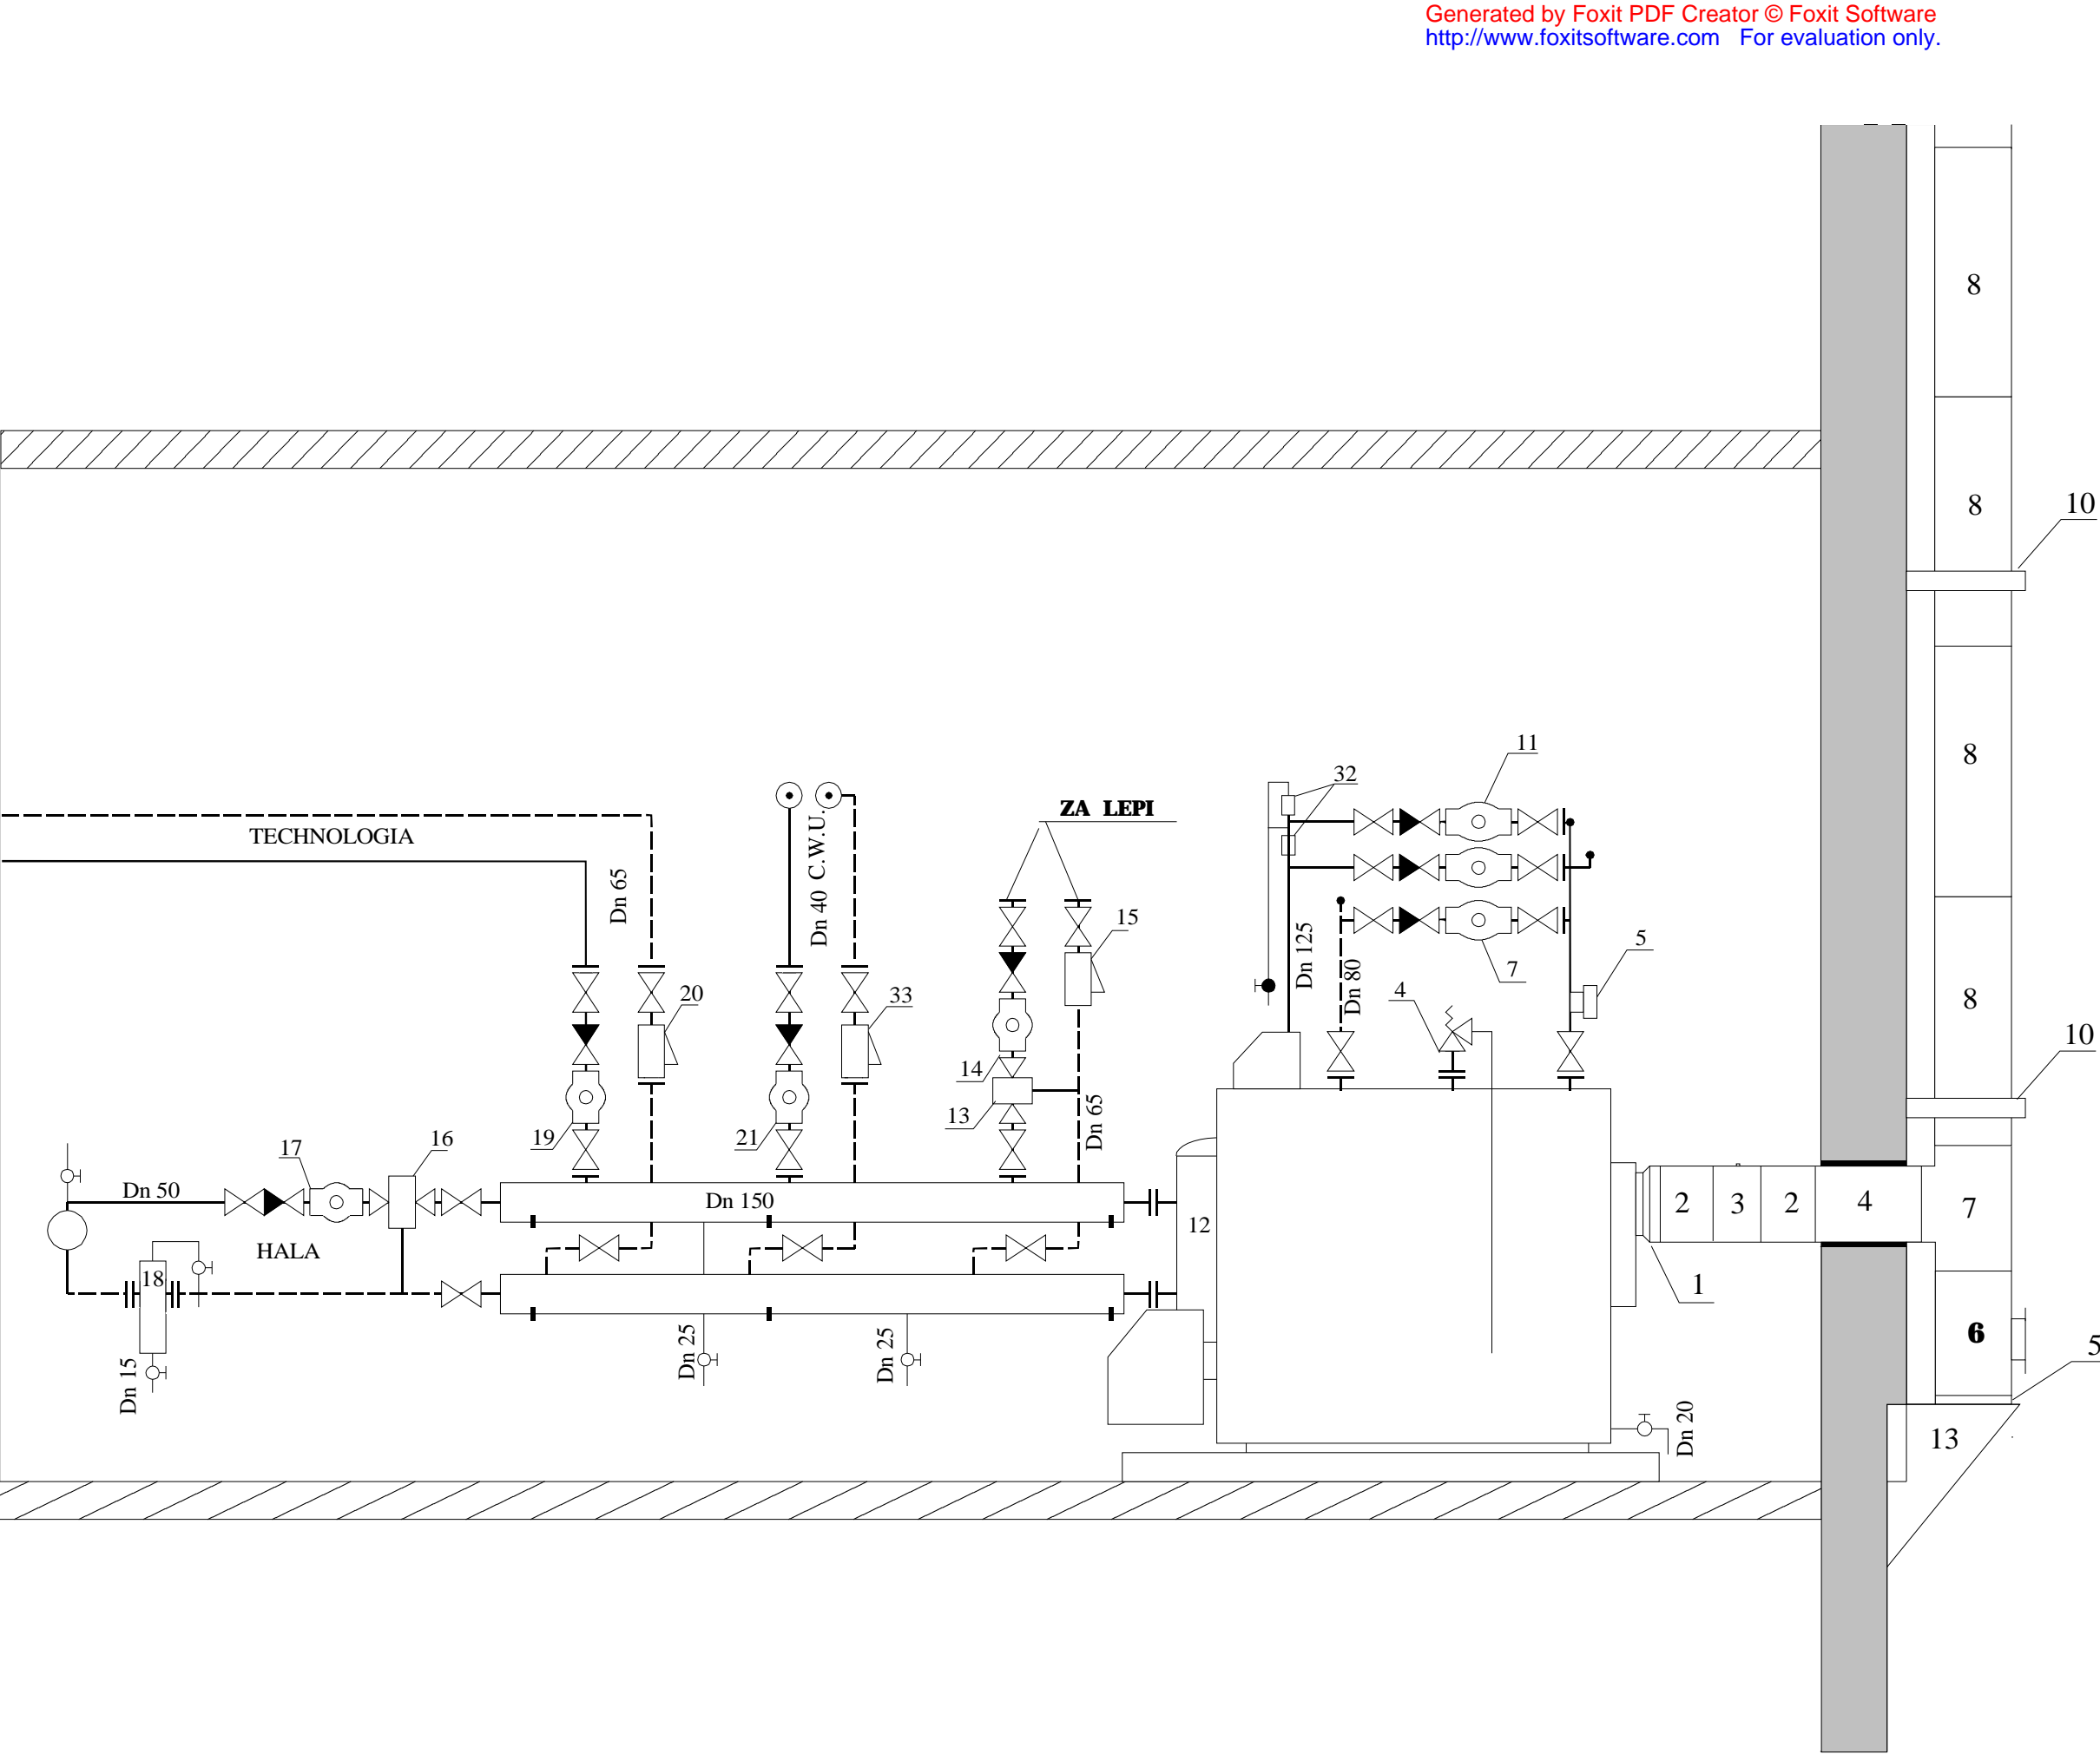 Generated by Foxit PDF Creator © Foxit Software
http://www.foxitsoftware.com For evaluation only.
8
8
10
8
11
32
ZA LEPI
TECHNOLOGIA
Dn 65
Dn 40 C.W.U.
15
Dn 125
Dn 80
7
5
4
20
33
8
10
14
13
Dn 65
19
21
17
16
Dn 50
Dn 150
12
2
3
2
4
7
HALA
18
1
6
5
Dn 15
Dn 25
Dn 25
Dn 20
13